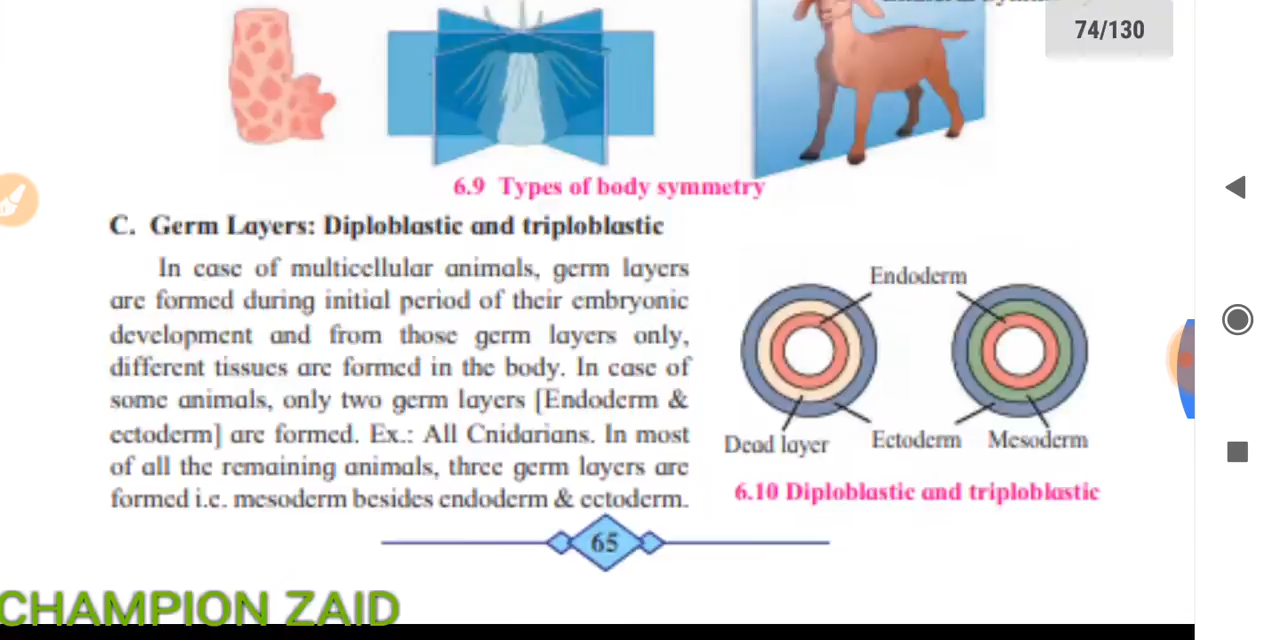 74/130
6.9 Types of body symmetry
C. Germ Layers: Diploblastic and triploblastic
In case of multicellular animals, germ layers
are formed during initial period of their embryonic
development and from those germ layers only,
different tissues are formed in the body. In case of
some animals, only two germ layers [Endoderm &
ectoderm] are formed. Ex.: All Cnidarians. In most
of all the remaining animals, three germ layers are
formed i.e. mesoderm besides endoderm & ectoderm.
Endoderm
Dead layer
Ectoderm
Mesoderm
6.10 Diploblastic and triploblastic
65
CHAMPION ZAID